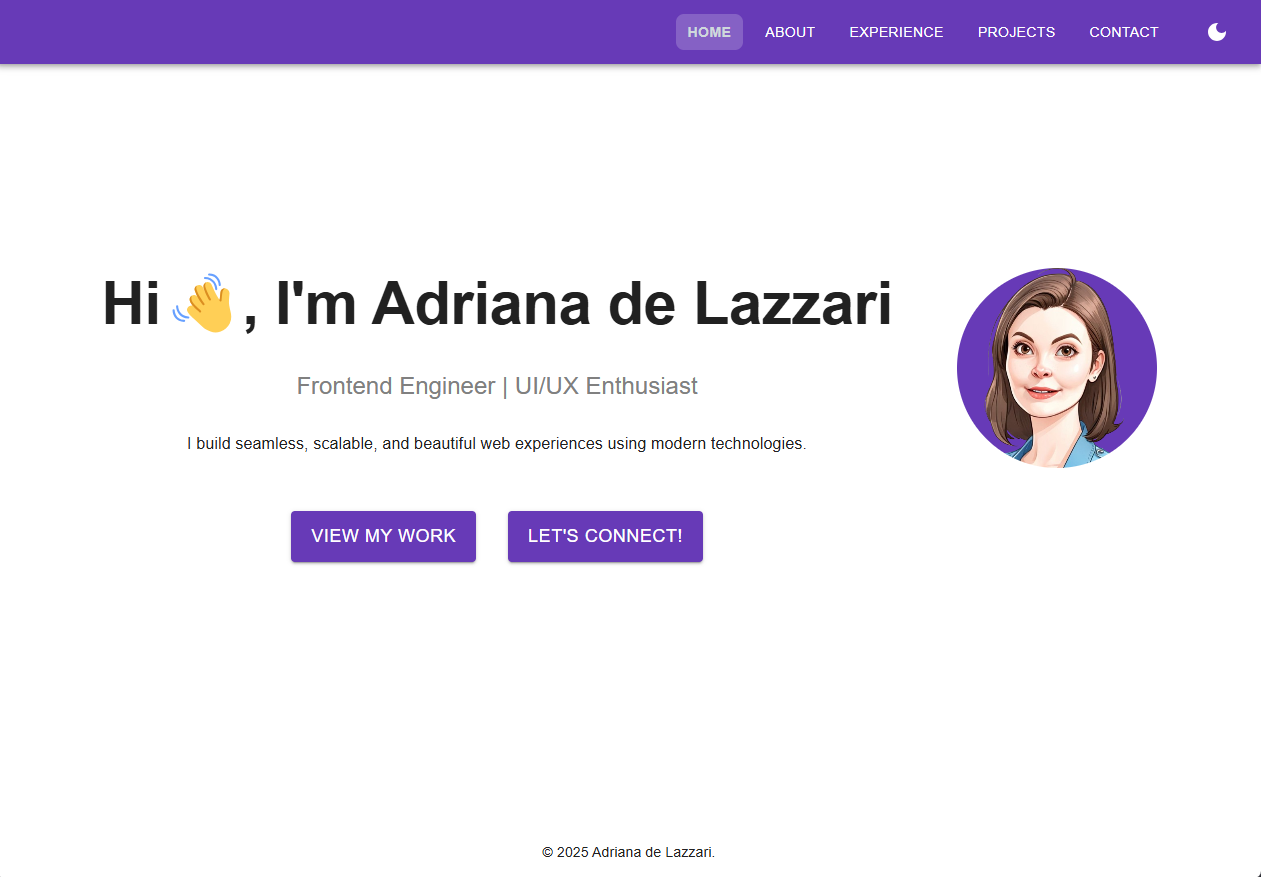 HOME ABOUT EXPERIENCE PROJECTS CONTACT
Hi 👋, I'm Adriana de Lazzari
Frontend Engineer | UI/UX Enthusiast
I build seamless, scalable, and beautiful web experiences using modern technologies.
VIEW MY WORK LET'S CONNECT!
© 2025 Adriana de Lazzari.